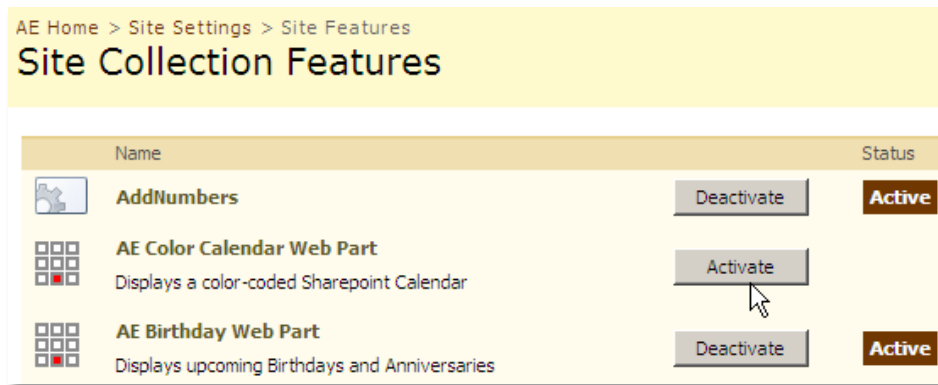 AE Home > Site Settings > Site Features
Site Collection Features
Name Status
AddNumbers Deactivate Active
AE Color Calendar Web Part
Displays a color-coded Sharepoint Calendar Activate
AE Birthday Web Part
Displays upcoming Birthdays and Anniversaries Deactivate Active